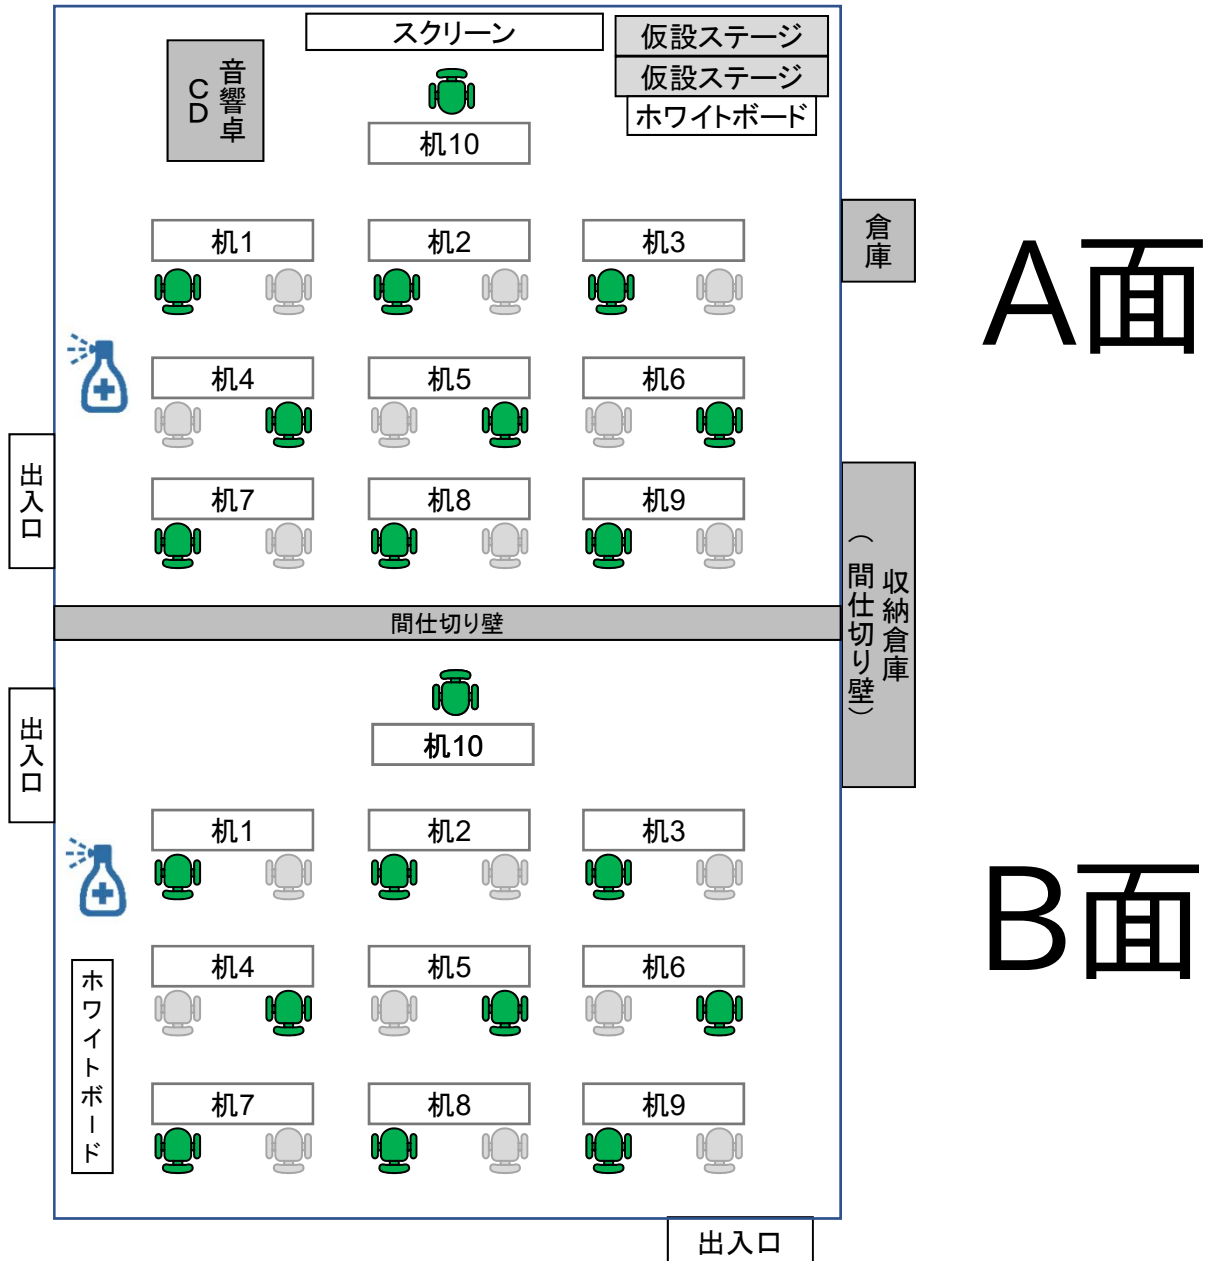 スクリーン
仮設ステージ
仮設ステージ
ホワイトボード
音響卓
CD
机10
机1
机2
机3
倉庫
A面
机4
机5
机6
出入口
机7
机8
机9
収納倉庫
(間仕切り壁)
間仕切り壁
出入口
机10
机1
机2
机3
B面
机4
机5
机6
ホワイトボード
机7
机8
机9
出入口